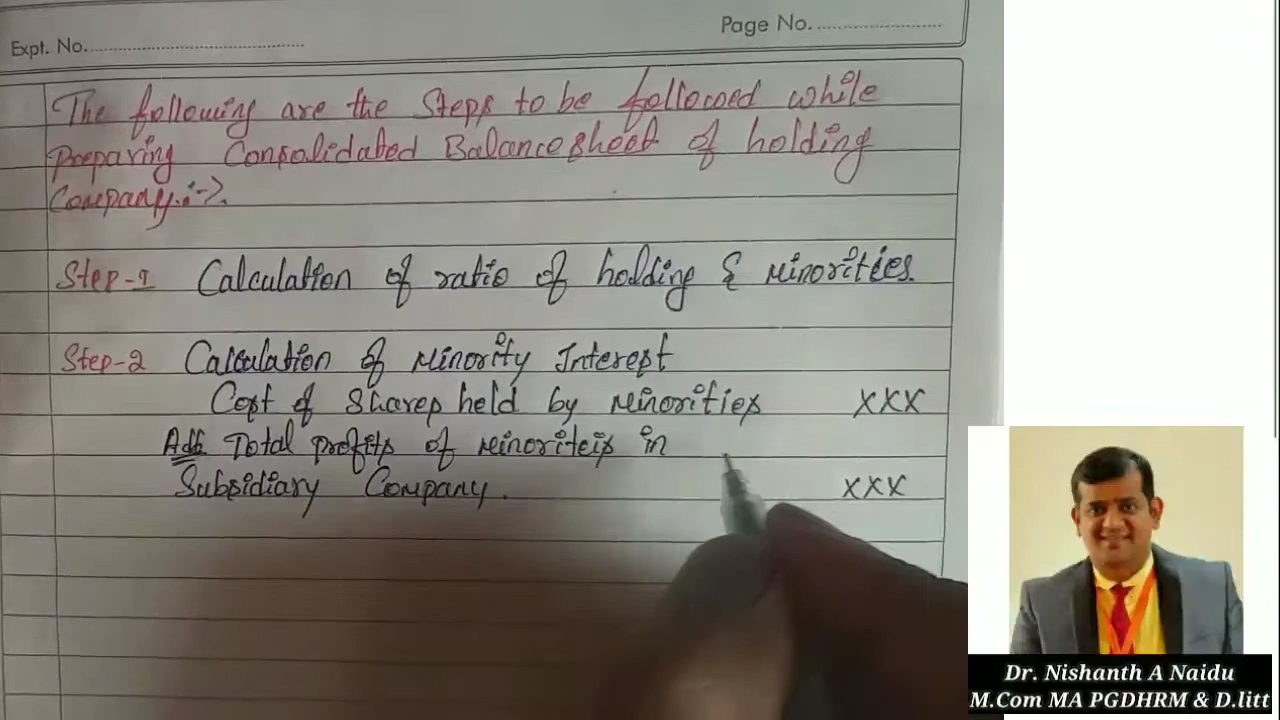 Expt. No.
Page No.
The following are the Steps to be followed while
preparing Consolidated Balancesheet of holding
Company:->.
Step-1 Calculation of ratio of holding & Minorities.
Step-2 Calculation of Minority Interest
Cost of Shares held by Minorities XXX
Add Total profits of minorities in
Subsidiary Company. XXX
Dr. Nishanth A Naidu
M.Com MA PGDHRM & D.litt